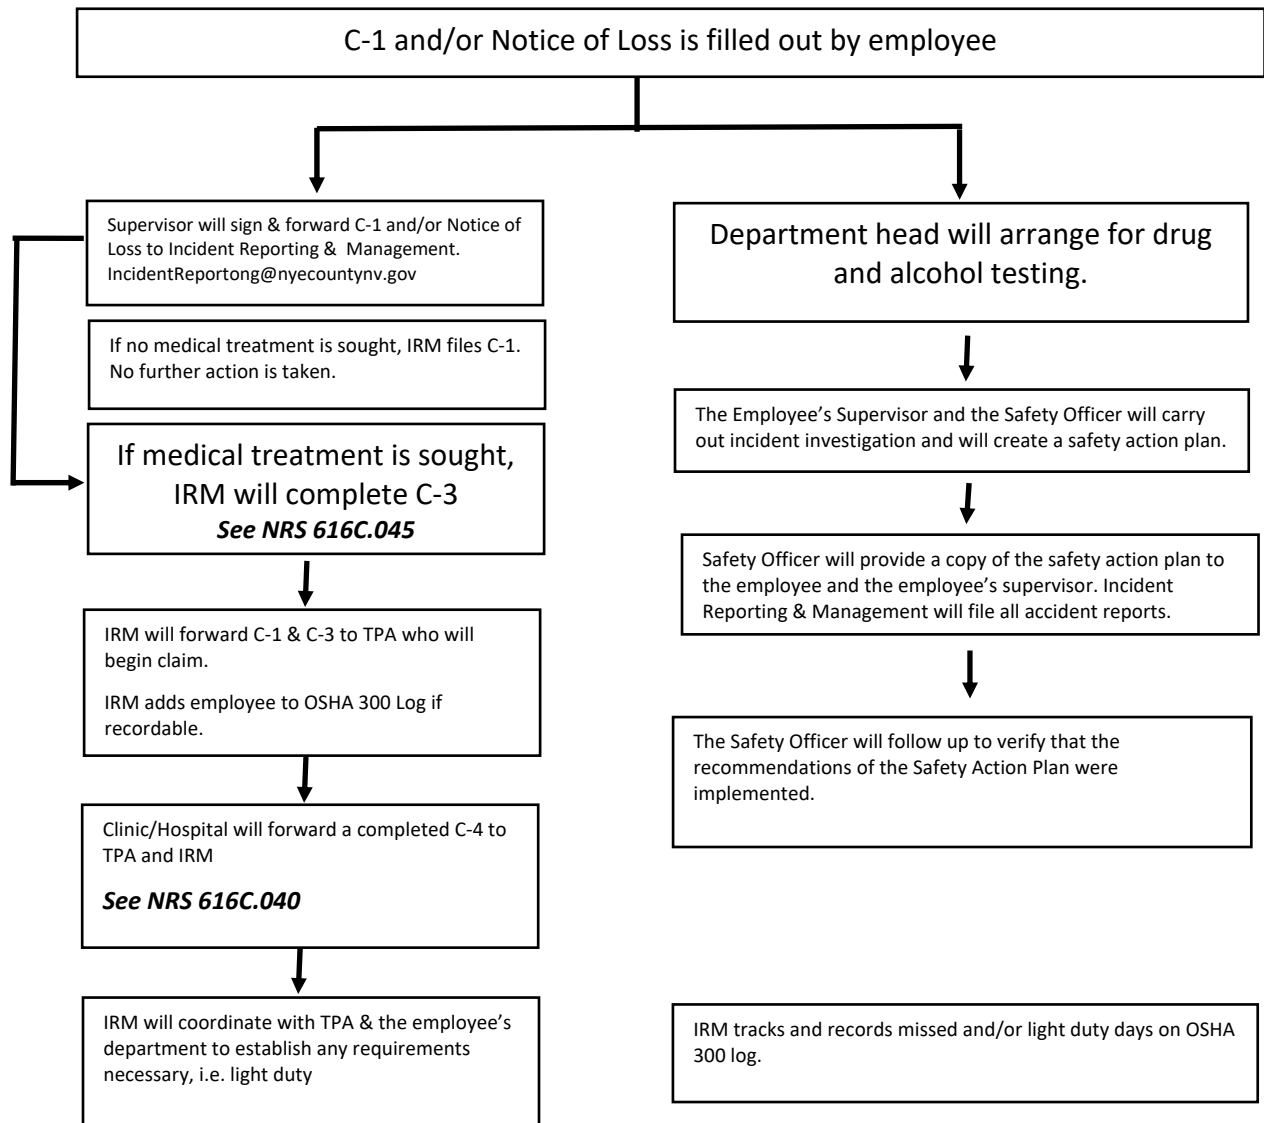 C-1 and/or Notice of Loss is filled out by employee
Supervisor will sign & forward C-1 and/or Notice of
Loss to Incident Reporting & Management.
IncidentReportong@nyecountynv.gov
If no medical treatment is sought, IRM files C-1.
No further action is taken.
If medical treatment is sought,
IRM will complete C-3
See NRS 616C.045
IRM will forward C-1 & C-3 to TPA who will
begin claim.
IRM adds employee to OSHA 300 Log if
recordable.
Clinic/Hospital will forward a completed C-4 to
TPA and IRM
See NRS 616C.040
IRM will coordinate with TPA & the employee’s
department to establish any requirements
necessary, i.e. light duty
Department head will arrange for drug
and alcohol testing.
The Employee’s Supervisor and the Safety Officer will carry
out incident investigation and will create a safety action plan.
Safety Officer will provide a copy of the safety action plan to
the employee and the employee’s supervisor. Incident
Reporting & Management will file all accident reports.
The Safety Officer will follow up to verify that the
recommendations of the Safety Action Plan were
implemented.
IRM tracks and records missed and/or light duty days on OSHA
300 log.